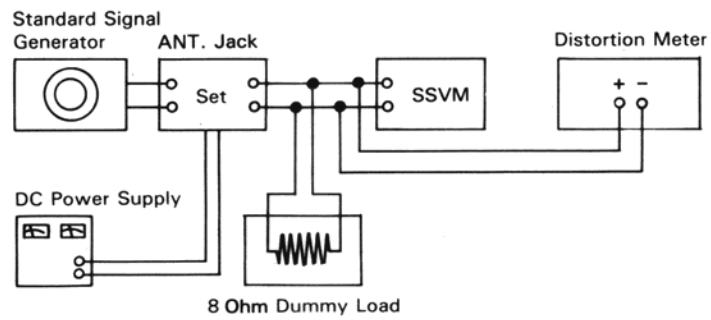 Standard Signal
Generator
ANT. Jack
Distortion Meter
Set
SSVM
+ −
DC Power Supply
8 Ohm Dummy Load